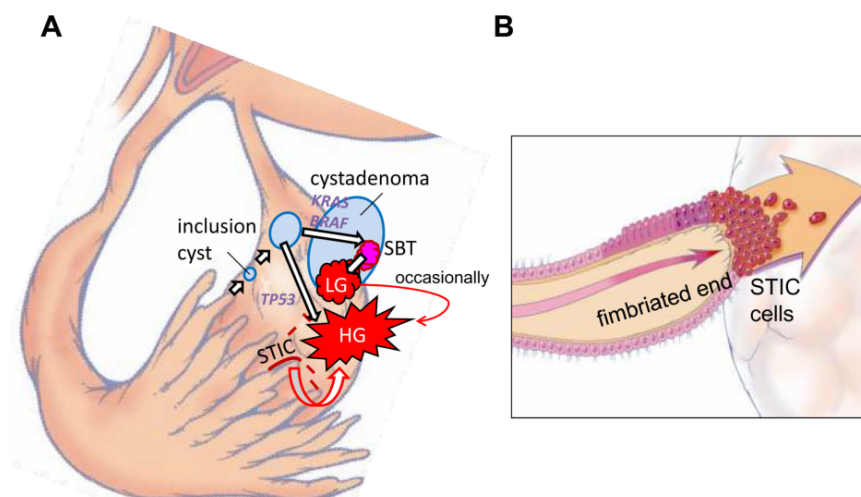 A
B
cystadenoma
KRAS
BRAF
inclusion
cyst
SBT
occasionally
LG
TP53
HG
STIC
fimbriated end
STIC
cells